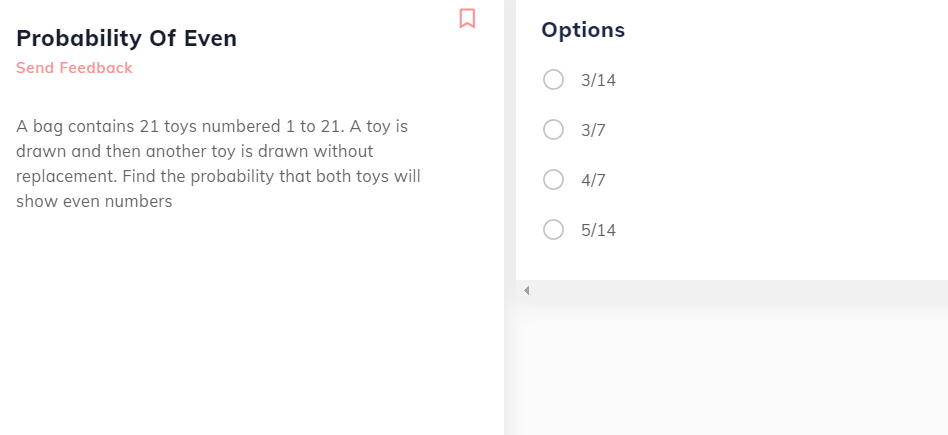 Probability Of Even
Send Feedback
A bag contains 21 toys numbered 1 to 21. A toy is
drawn and then another toy is drawn without
replacement. Find the probability that both toys will
show even numbers
Options
3/14
3/7
4/7
5/14